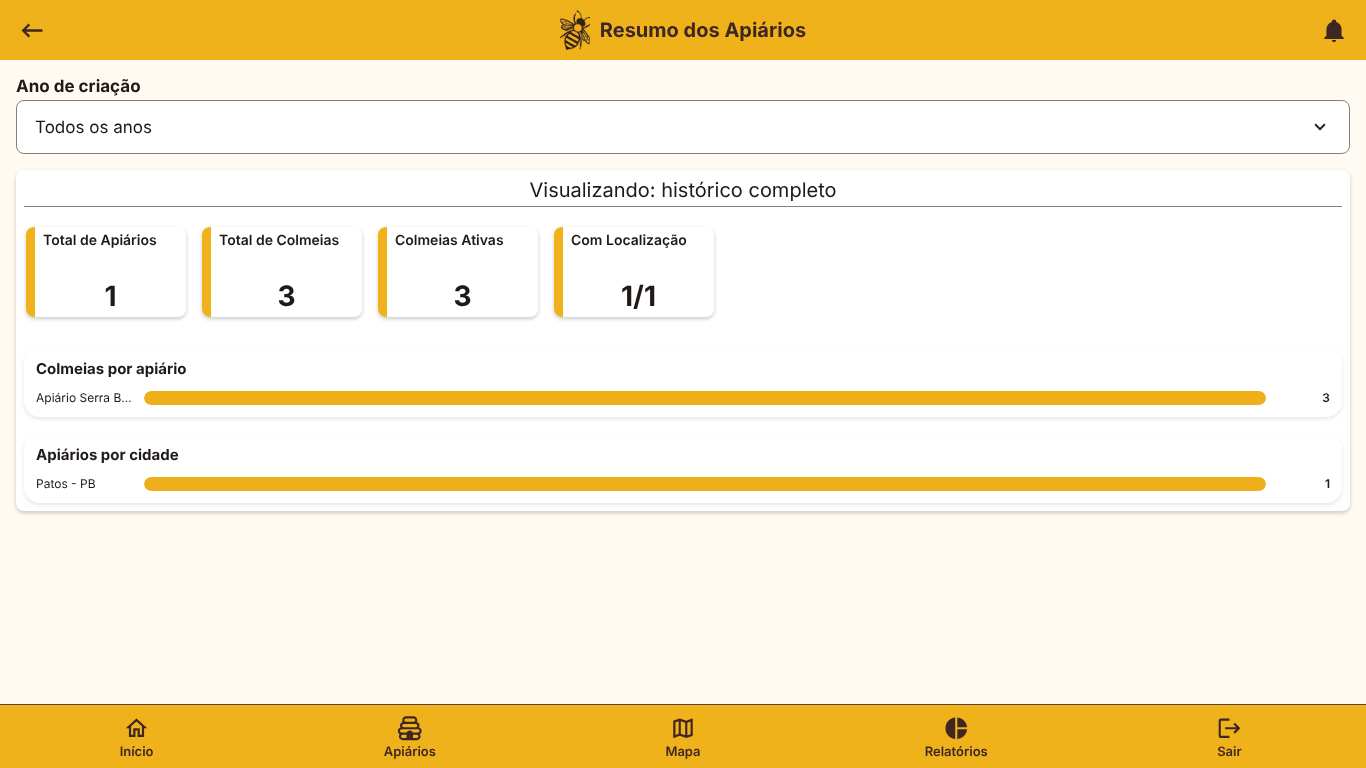 Resumo dos Apiários
Ano de criação
Todos os anos
Visualizando: histórico completo
Total de Apiários
1
Total de Colmeias
3
Colmeias Ativas
3
Com Localização
1/1
Colmeias por apiário
Apiário Serra B...
3
Apiários por cidade
Patos - PB
1
Início
Apiários
Mapa
Relatórios
Sair